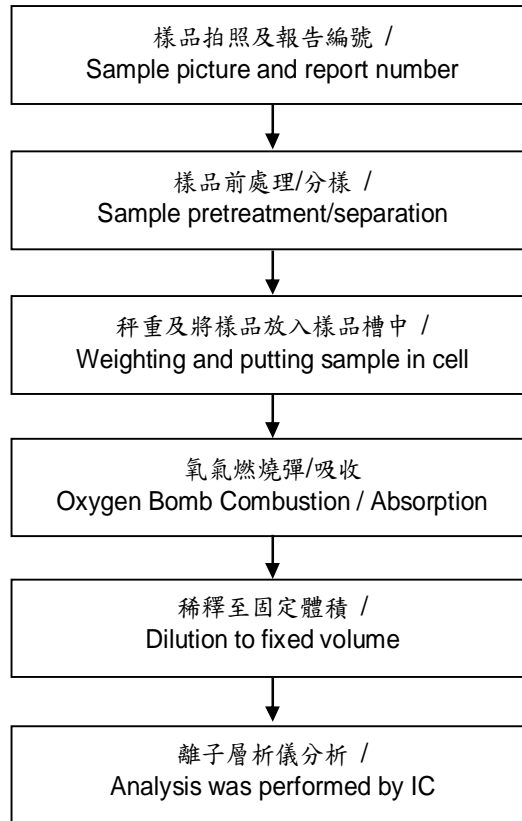 樣品拍照及報告編號 /
Sample picture and report number
樣品前處理/分樣 /
Sample pretreatment/separation
秤重及將樣品放入樣品槽中 /
Weighting and putting sample in cell
氧氣燃燒彈/吸收
Oxygen Bomb Combustion / Absorption
稀釋至固定體積 /
Dilution to fixed volume
離子層析儀分析 /
Analysis was performed by IC